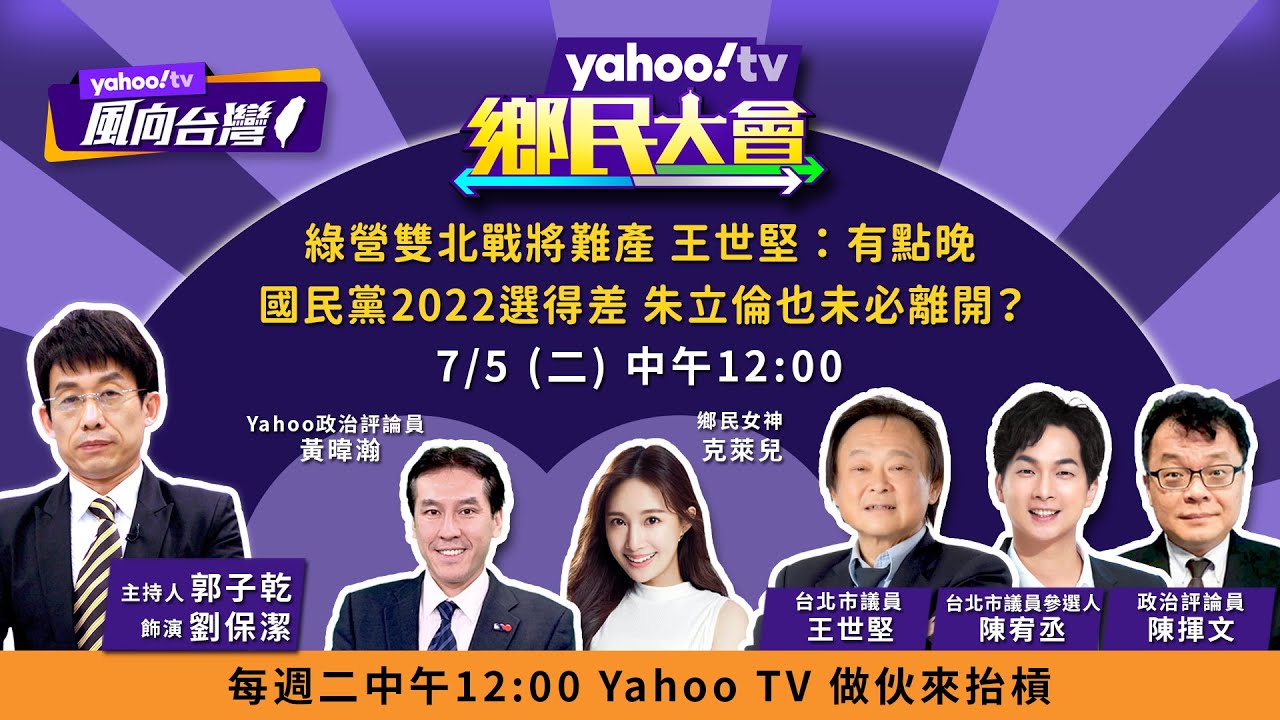 yahoo!tv
風向台灣
yahoo!tv
鄉民大會
綠營雙北戰將難產 王世堅：有點晚
國民黨2022選得差 朱立倫也未必離開？
7/5 (二) 中午12:00
Yahoo政治評論員
黃暐瀚
鄉民女神
克萊兒
主持人 郭子乾
飾演 劉保潔
台北市議員
王世堅
台北市議員參選人
陳宥丞
政治評論員
陳揮文
每週二中午12:00 Yahoo TV 做伙來抬槓